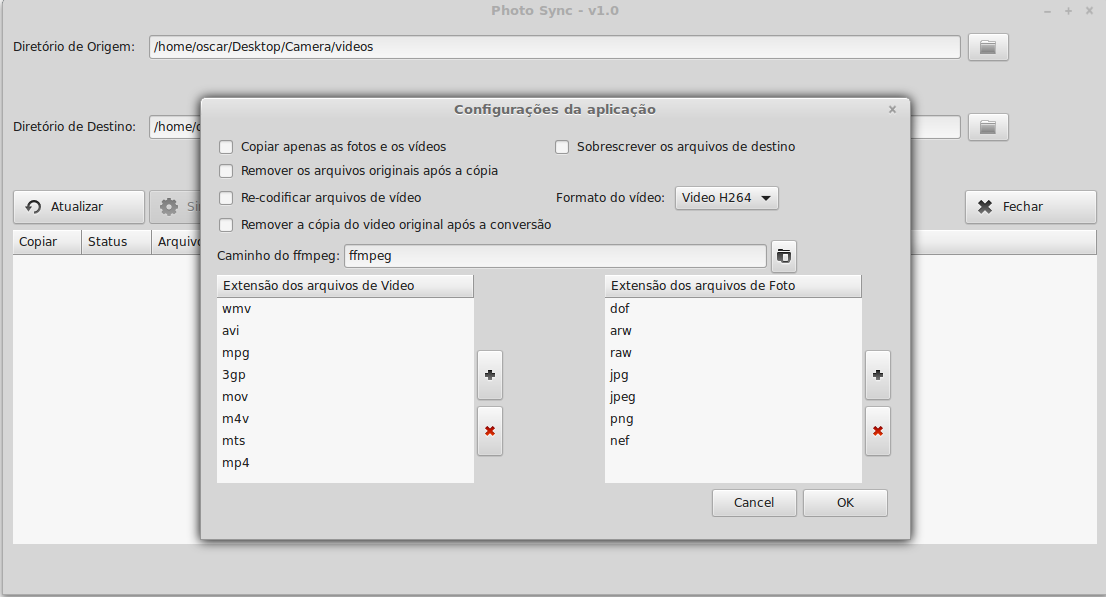 Photo Sync - v1.0
Diretório de Origem: /home/oscar/Desktop/Camera/videos
Configurações da aplicação
Diretório de Destino: /home/
Copiar apenas as fotos e os vídeos Sobrescrever os arquivos de destino
Remover os arquivos originais após a cópia
Re-codificar arquivos de vídeo Formato do vídeo: Video H264
Atualizar Fechar
Remover a cópia do video original após a conversão
Copiar Status Arquivo
Caminho do ffmpeg: ffmpeg
Extensão dos arquivos de Video Extensão dos arquivos de Foto
wmv dof
avi arw
mpg raw
3gp jpg
mov jpeg
m4v png
mts nef
mp4
Cancel OK